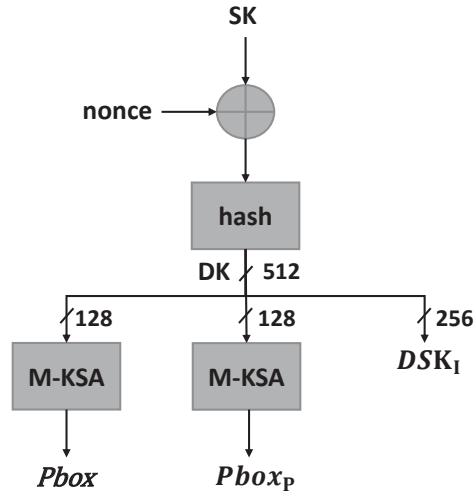 SK
nonce
hash
DK 512
128 128 256
M-KSA M-KSA DSK_I
Pbox Pbox_P